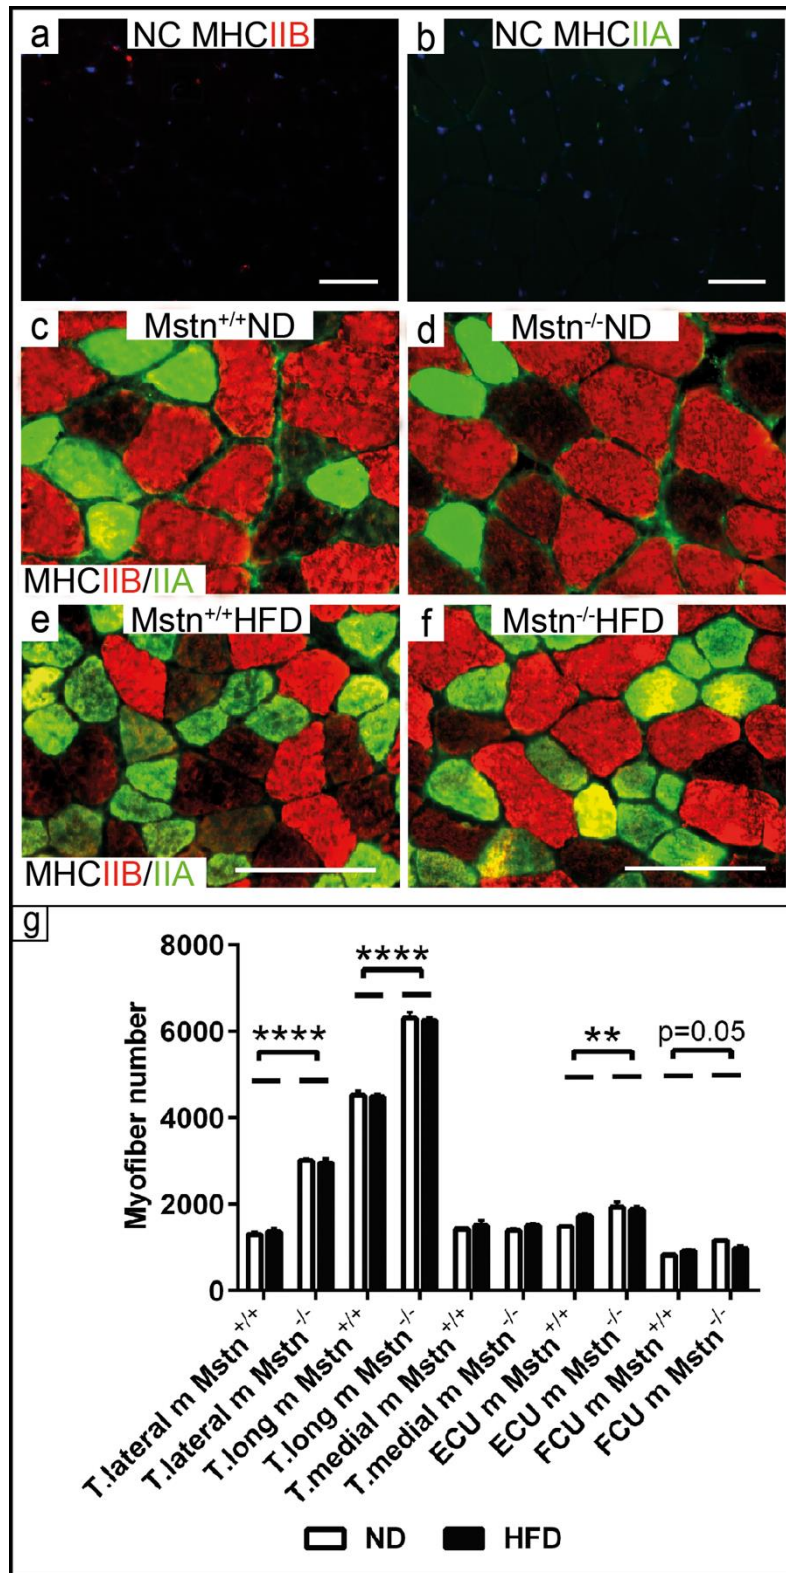 a NC MHCIIB b NC MHCIIA
c Mstn+/+ND d Mstn-/-ND
MHCIIB/IIA
e Mstn+/+HFD f Mstn-/-HFD
MHCIIB/IIA
g
8000
6000
4000
2000
0
Myofiber number
****
****
**
p=0.05
T.lateral m Mstn+/+
T.lateral m Mstn-/-
T.long m Mstn+/+
T.long m Mstn-/-
T.medial m Mstn+/+
T.medial m Mstn-/-
ECU m Mstn+/+
ECU m Mstn-/-
FCU m Mstn+/+
FCU m Mstn-/-
ND HFD